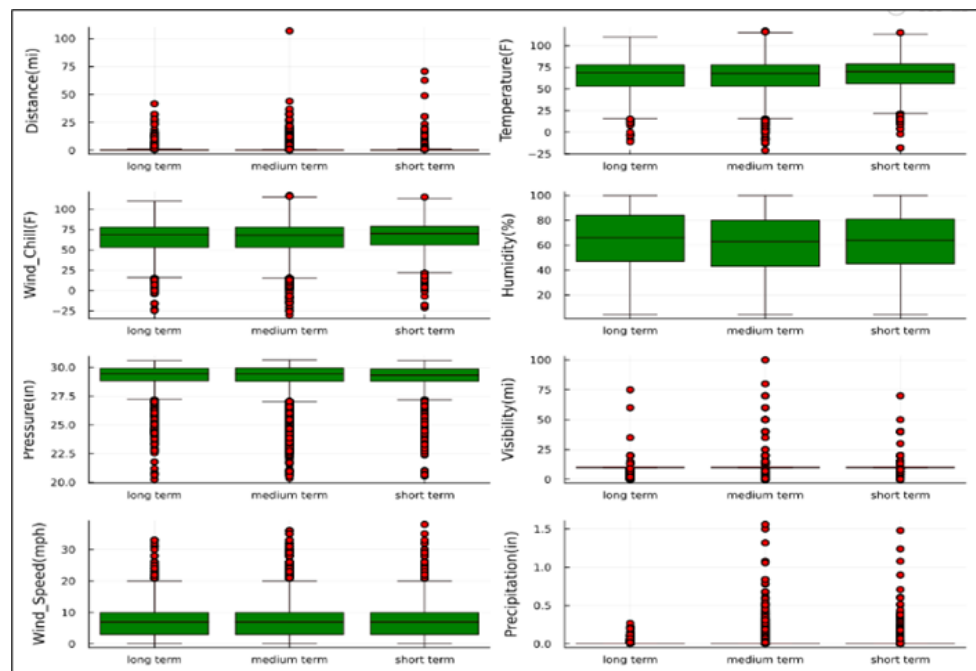 Distance(mi)
100
75
50
25
0
long term
medium term
short term
Temperature(F)
100
75
50
25
0
−25
long term
medium term
short term
Wind_Chill(F)
100
75
50
25
0
−25
long term
medium term
short term
Humidity(%)
100
80
60
40
20
long term
medium term
short term
Pressure(in)
30.0
27.5
25.0
22.5
20.0
long term
medium term
short term
Visibility(mi)
100
75
50
25
0
long term
medium term
short term
Wind_Speed(mph)
30
20
10
0
long term
medium term
short term
Precipitation(in)
1.5
1.0
0.5
0.0
long term
medium term
short term